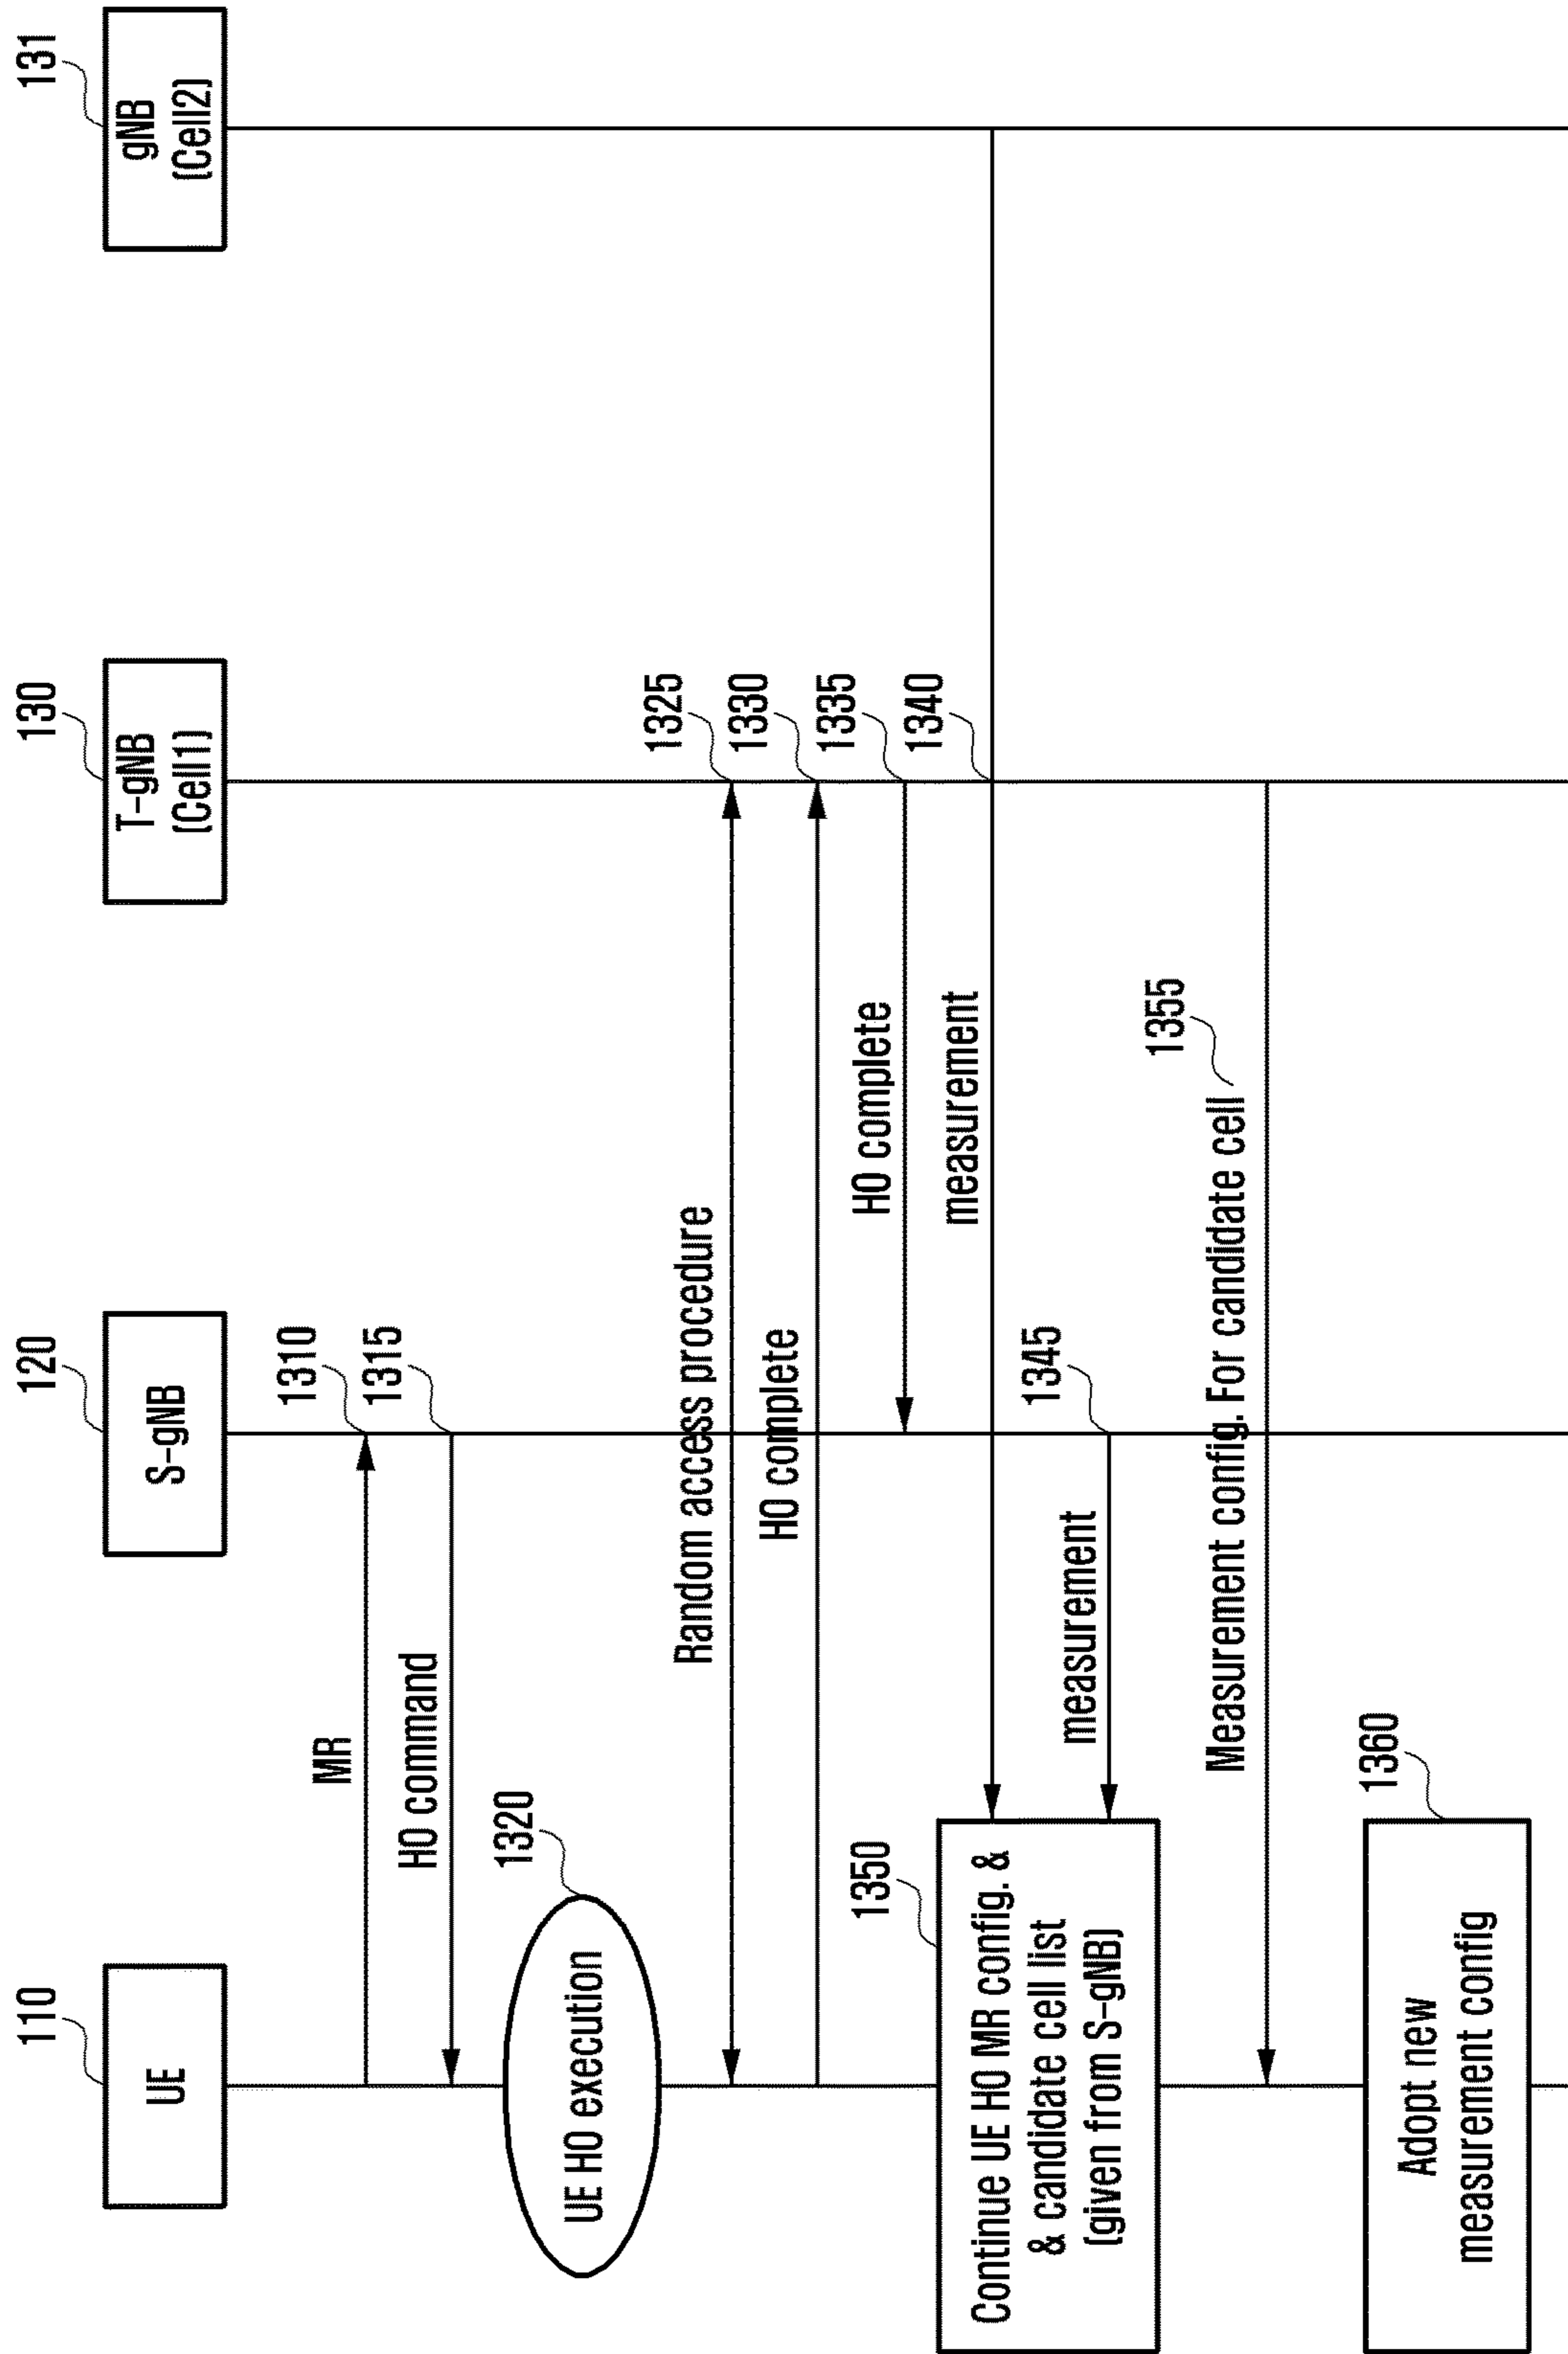 110
UE
120
S-gNB
130
T-gNB
(Cell1)
131
gNB
(Cell2)
MR
1310
HO command
1315
1320
UE HO execution
Random access procedure
1325
HO complete
1330
HO complete
1335
measurement
1340
measurement
1345
1350
Continue UE HO MR config. &
& candidate cell list
(given from S-gNB)
Measurement config. For candidate cell
1355
1360
Adopt new
measurement config